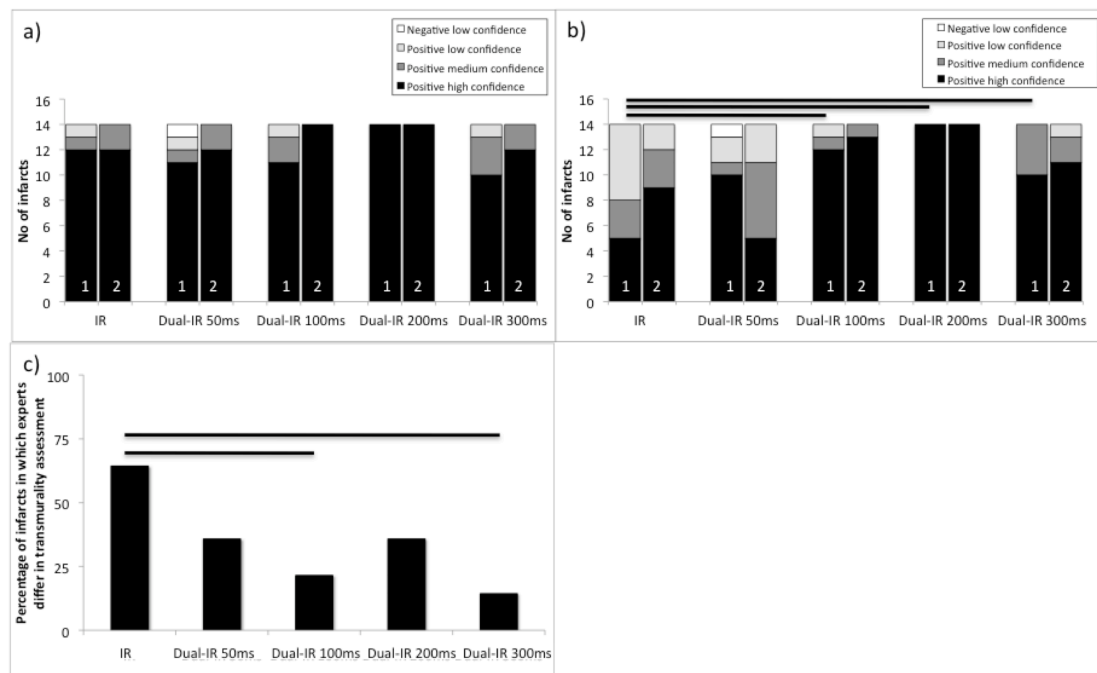 a)
Negative low confidence
Positive low confidence
Positive medium confidence
Positive high confidence
No of infarcts
16
14
12
10
8
6
4
2
0
1 2 1 2 1 2 1 2 1 2
IR Dual-IR 50ms Dual-IR 100ms Dual-IR 200ms Dual-IR 300ms
b)
Negative low confidence
Positive low confidence
Positive medium confidence
Positive high confidence
No of infarcts
16
14
12
10
8
6
4
2
0
1 2 1 2 1 2 1 2 1 2
IR Dual-IR 50ms Dual-IR 100ms Dual-IR 200ms Dual-IR 300ms
c)
Percentage of infarcts in which experts
differ in transmurality assessment
100
75
50
25
0
IR Dual-IR 50ms Dual-IR 100ms Dual-IR 200ms Dual-IR 300ms